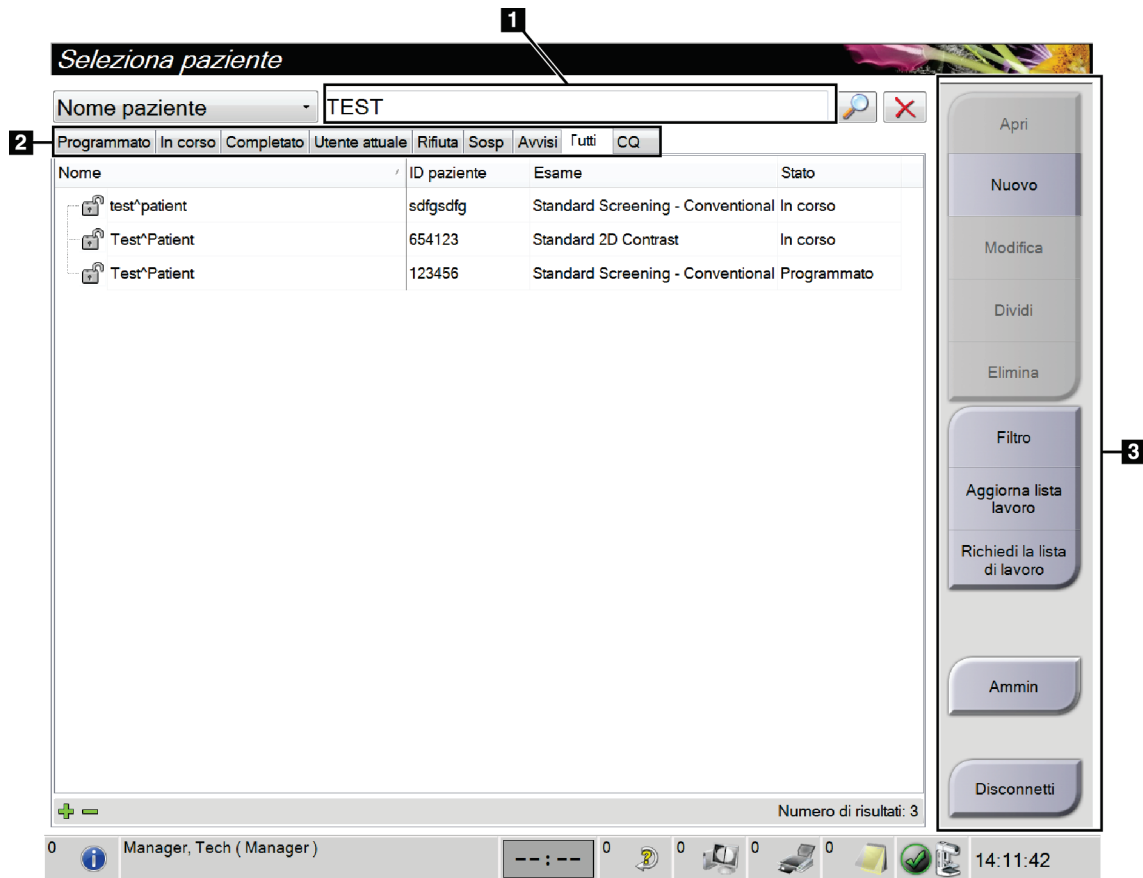 1
Seleziona paziente
Nome paziente TEST
2
Programmato In corso Completato Utente attuale Rifiuta Sosp Avvisi Tutti CQ
Nome ID paziente Esame Stato
test^patient sdfgsdfg Standard Screening - Conventional In corso
Test^Patient 654123 Standard 2D Contrast In corso
Test^Patient 123456 Standard Screening - Conventional Programmato
Numero di risultati: 3
Apri
Nuovo
Modifica
Dividi
Elimina
Filtro
Aggiorna lista
lavoro
Richiedi la lista
di lavoro
Ammin
Disconnetti
3
0 Manager, Tech ( Manager ) --:-- 0 0 0 0 14:11:42